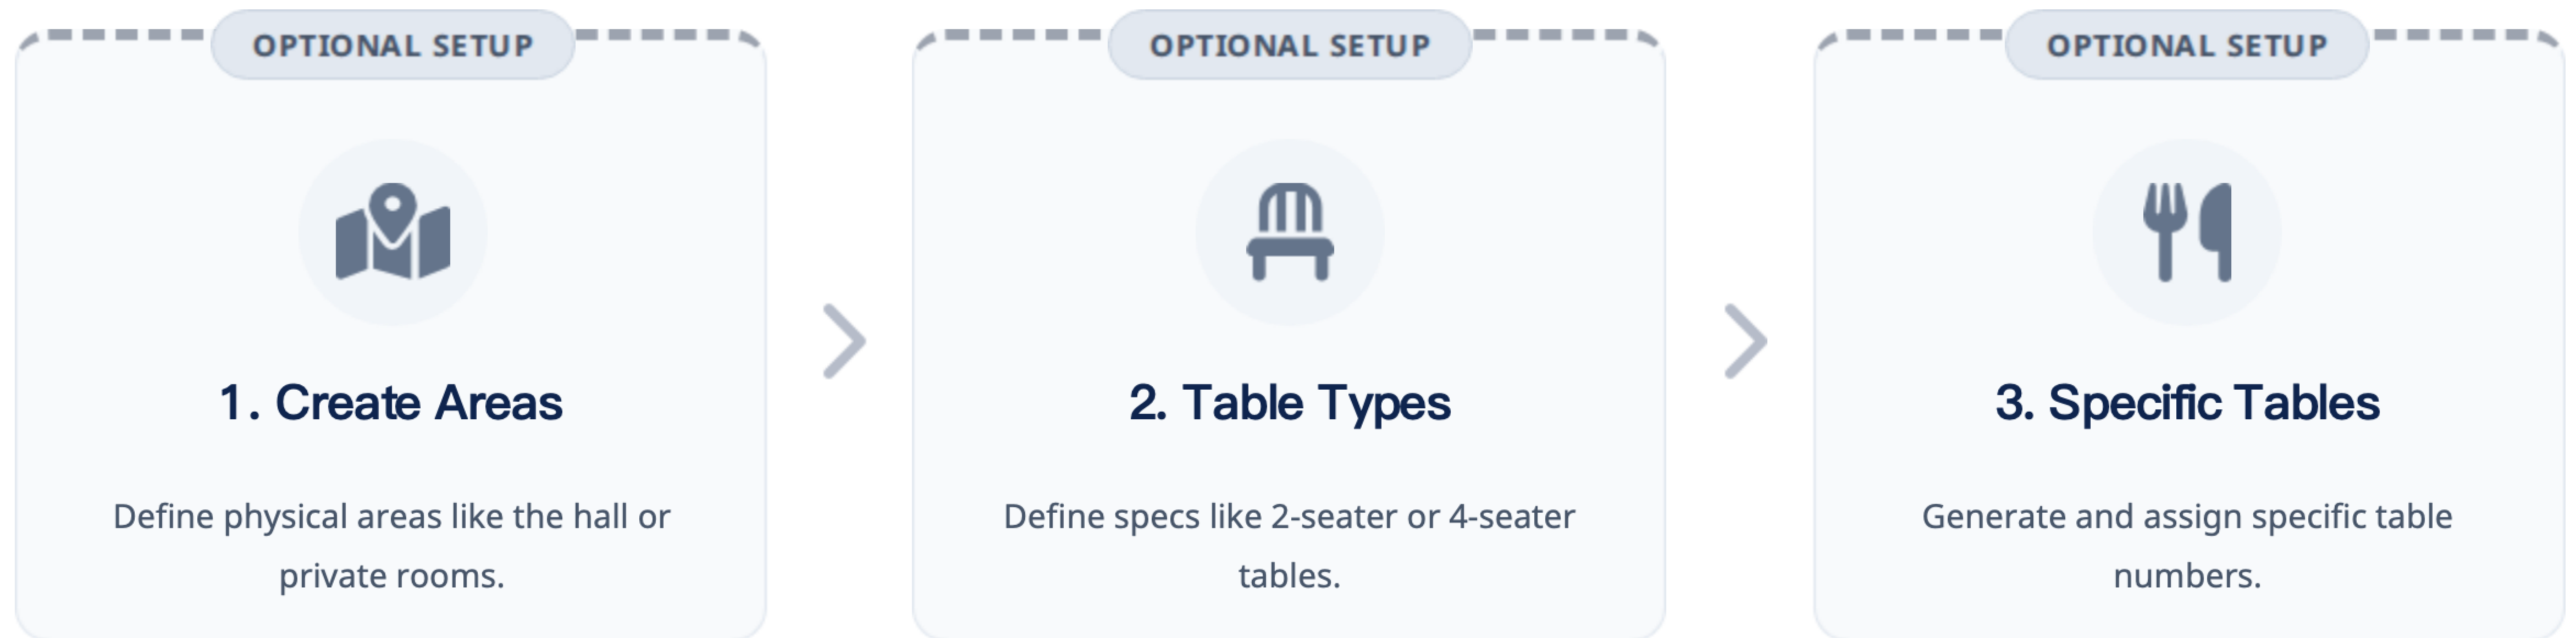 OPTIONAL SETUP
1. Create Areas
Define physical areas like the hall or
private rooms.
OPTIONAL SETUP
2. Table Types
Define specs like 2-seater or 4-seater
tables.
OPTIONAL SETUP
3. Specific Tables
Generate and assign specific table
numbers.